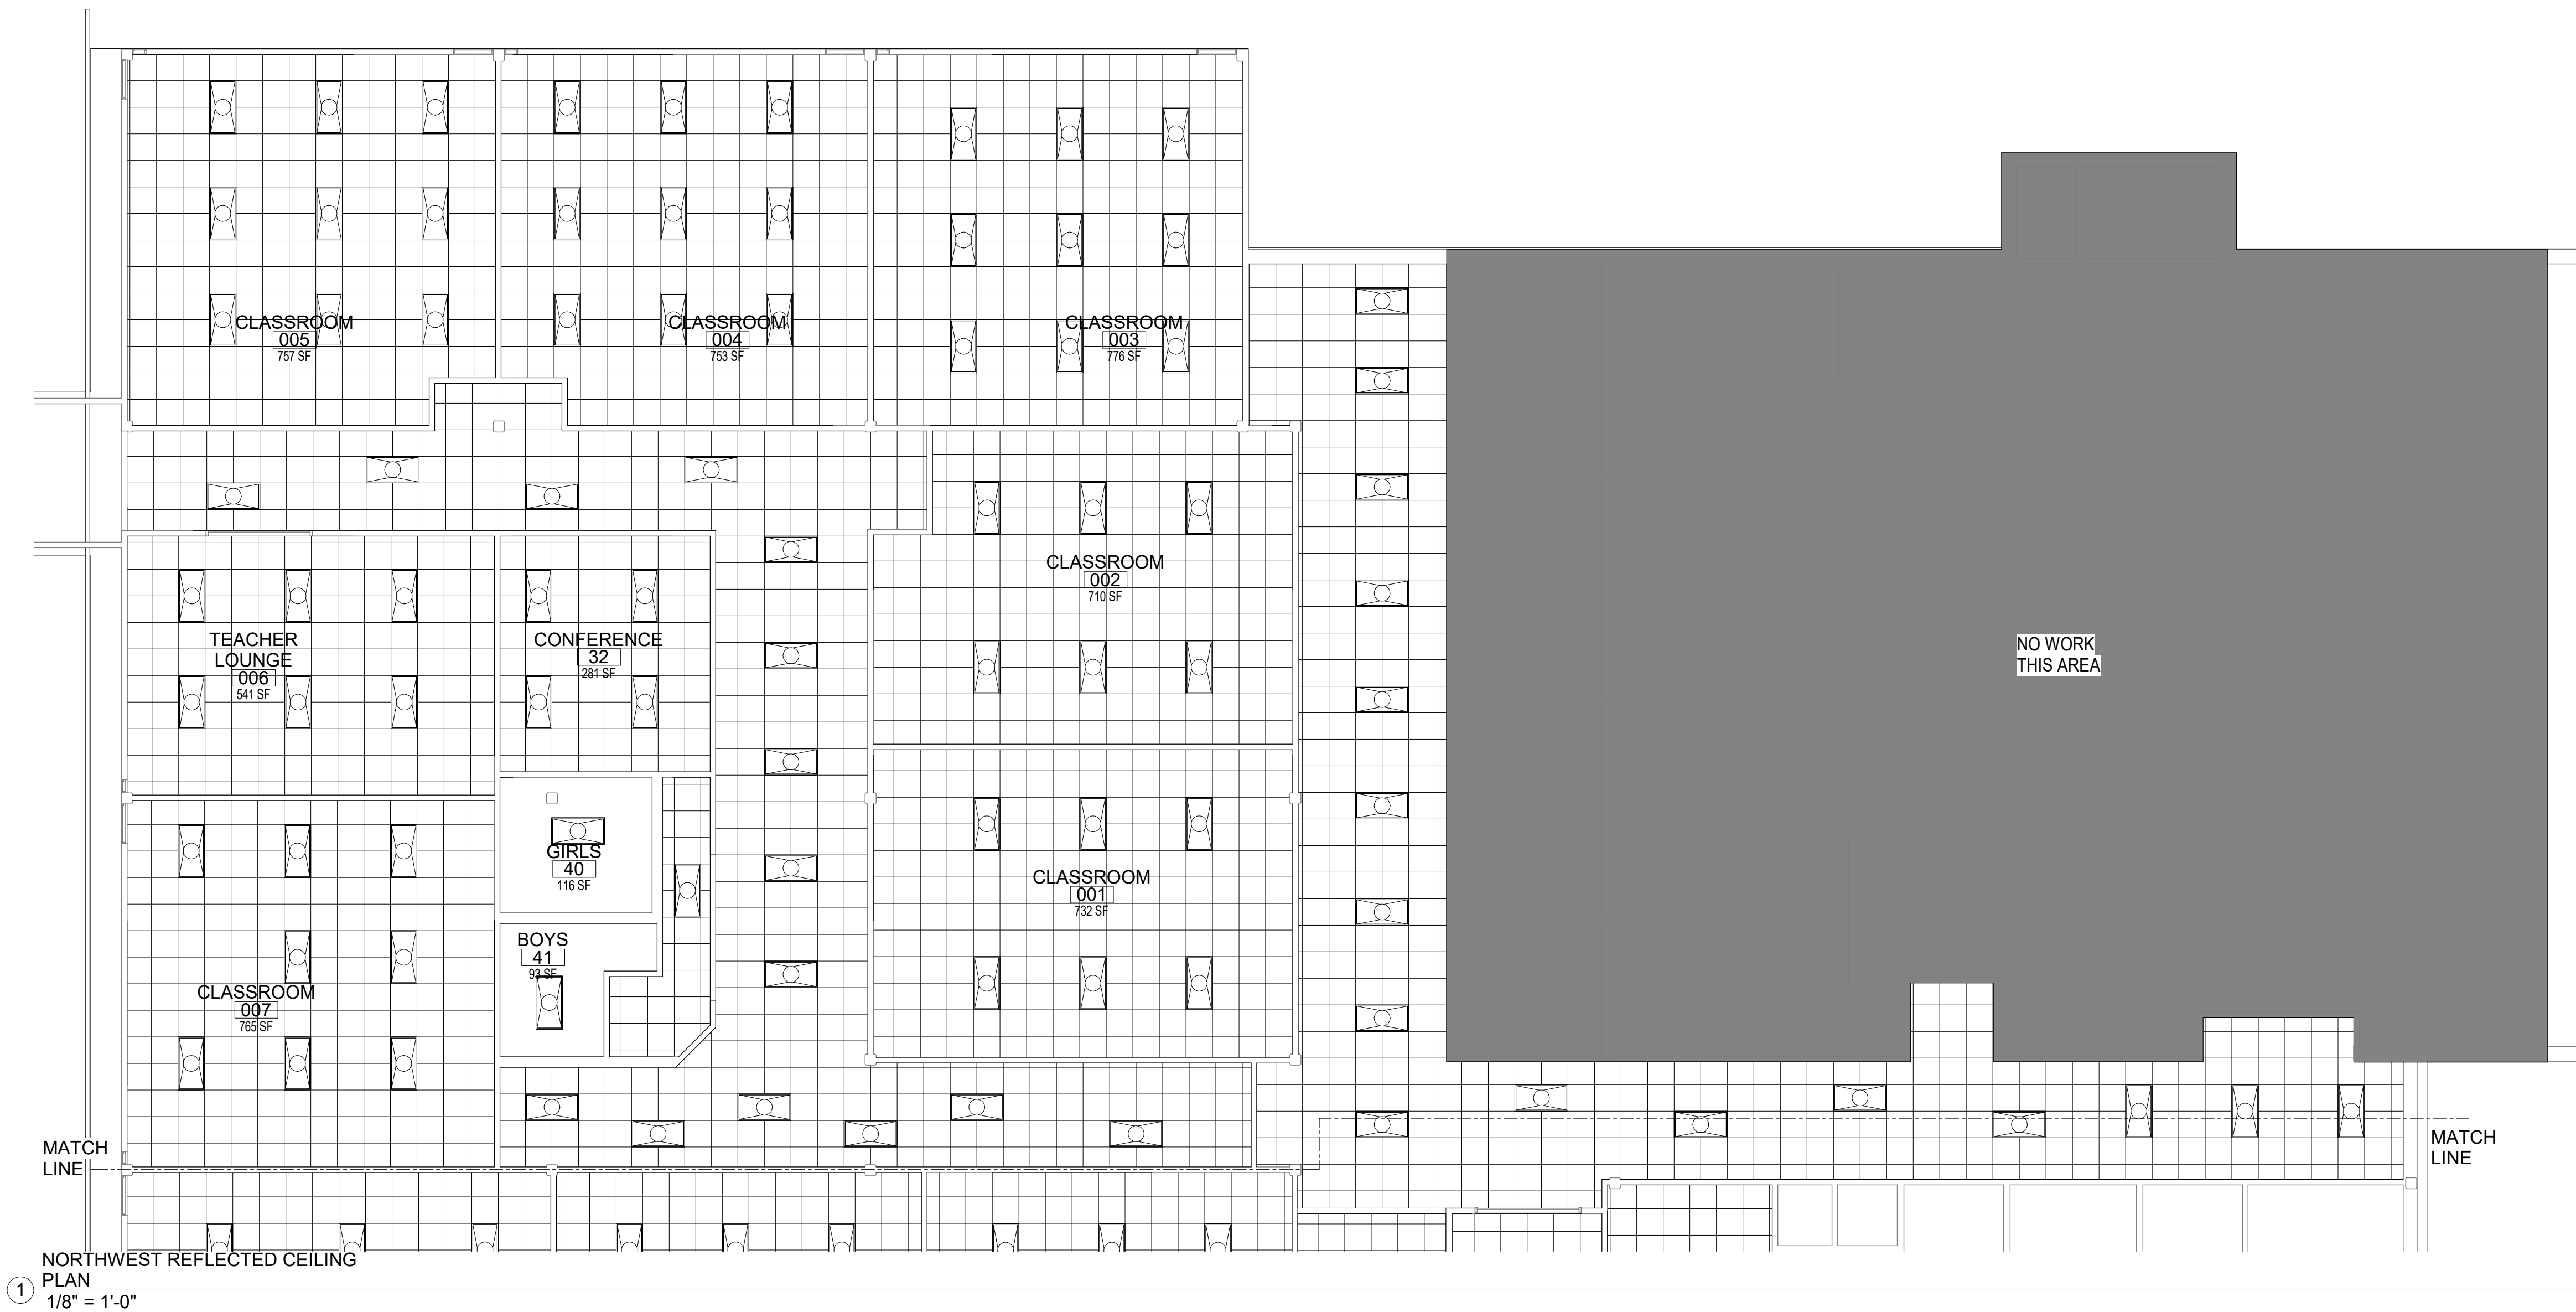 CLASSROOM
005
757 SF
CLASSROOM
004
753 SF
CLASSROOM
003
776 SF
CLASSROOM
002
710 SF
TEACHER
LOUNGE
006
541 SF
CONFERENCE
32
281 SF
NO WORK
THIS AREA
GIRLS
40
116 SF
CLASSROOM
001
732 SF
BOYS
41
93 SF
CLASSROOM
007
765 SF
MATCH
LINE
MATCH
LINE
NORTHWEST REFLECTED CEILING
PLAN
1
1/8" = 1'-0"